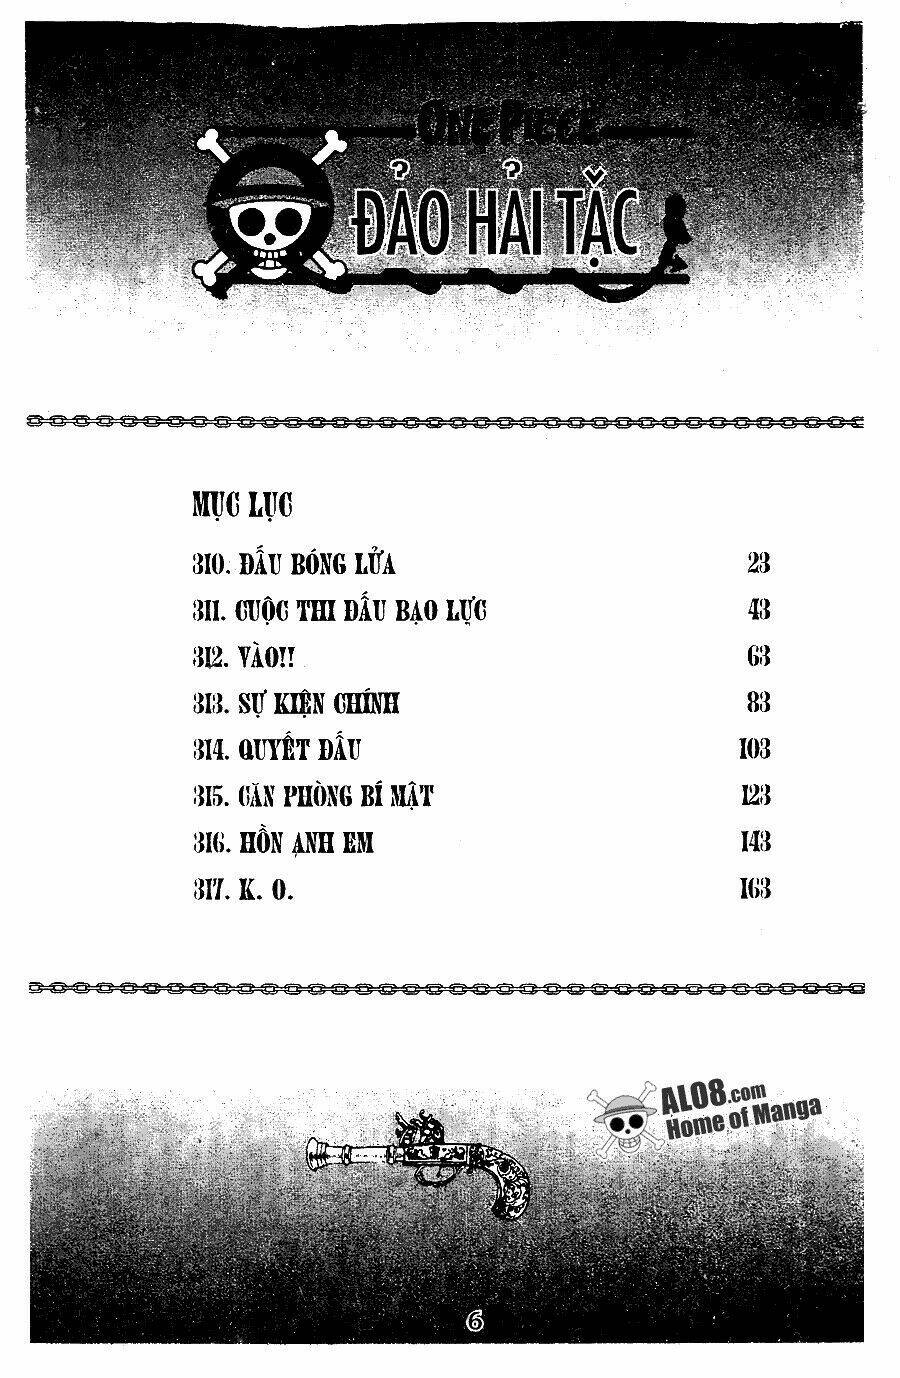 ONE PIECE
ĐẢO HẢI TẶC
MỤC LỤC
310. ĐẤU BÓNG LỬA 23
311. CUỘC THI ĐẤU BẠO LỰC 43
312. VÀO!! 63
313. SỰ KIỆN CHÍNH 83
314. QUYẾT ĐẤU 103
315. CĂN PHÒNG BÍ MẬT 123
316. HỒN ANH EM 143
317. K. O. 163
ALO8.com
Home of Manga
6